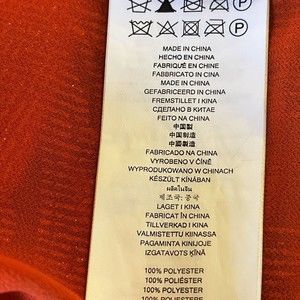 MADE IN CHINA
HECHO EN CHINA
FABRIQUÉ EN CHINE
FABBRICATO IN CINA
MADE IN CHINA
GEFABRICEERD IN CHINA
FREMSTILLET I KINA
СДЕЛАНО В КИТАЕ
FEITO NA CHINA
中国製
中国制造
中國製造
FABRICADO NA CHINA
VYROBENO V ČÍNĚ
WYPRODUKOWANO W CHINACH
KÉSZÜLT KÍNÁBAN
ผลิตในจีน
제조국: 중국
LAGET I KINA
FABRICAT ÎN CHINA
TILLVERKAD I KINA
VALMISTETTU KIINASSA
PAGAMINTA KINIJOJE
IZGATAVOTS ĶĪNĀ
100% POLYESTER
100% POLIÉSTER
100% POLYESTER
100% POLIESTERE